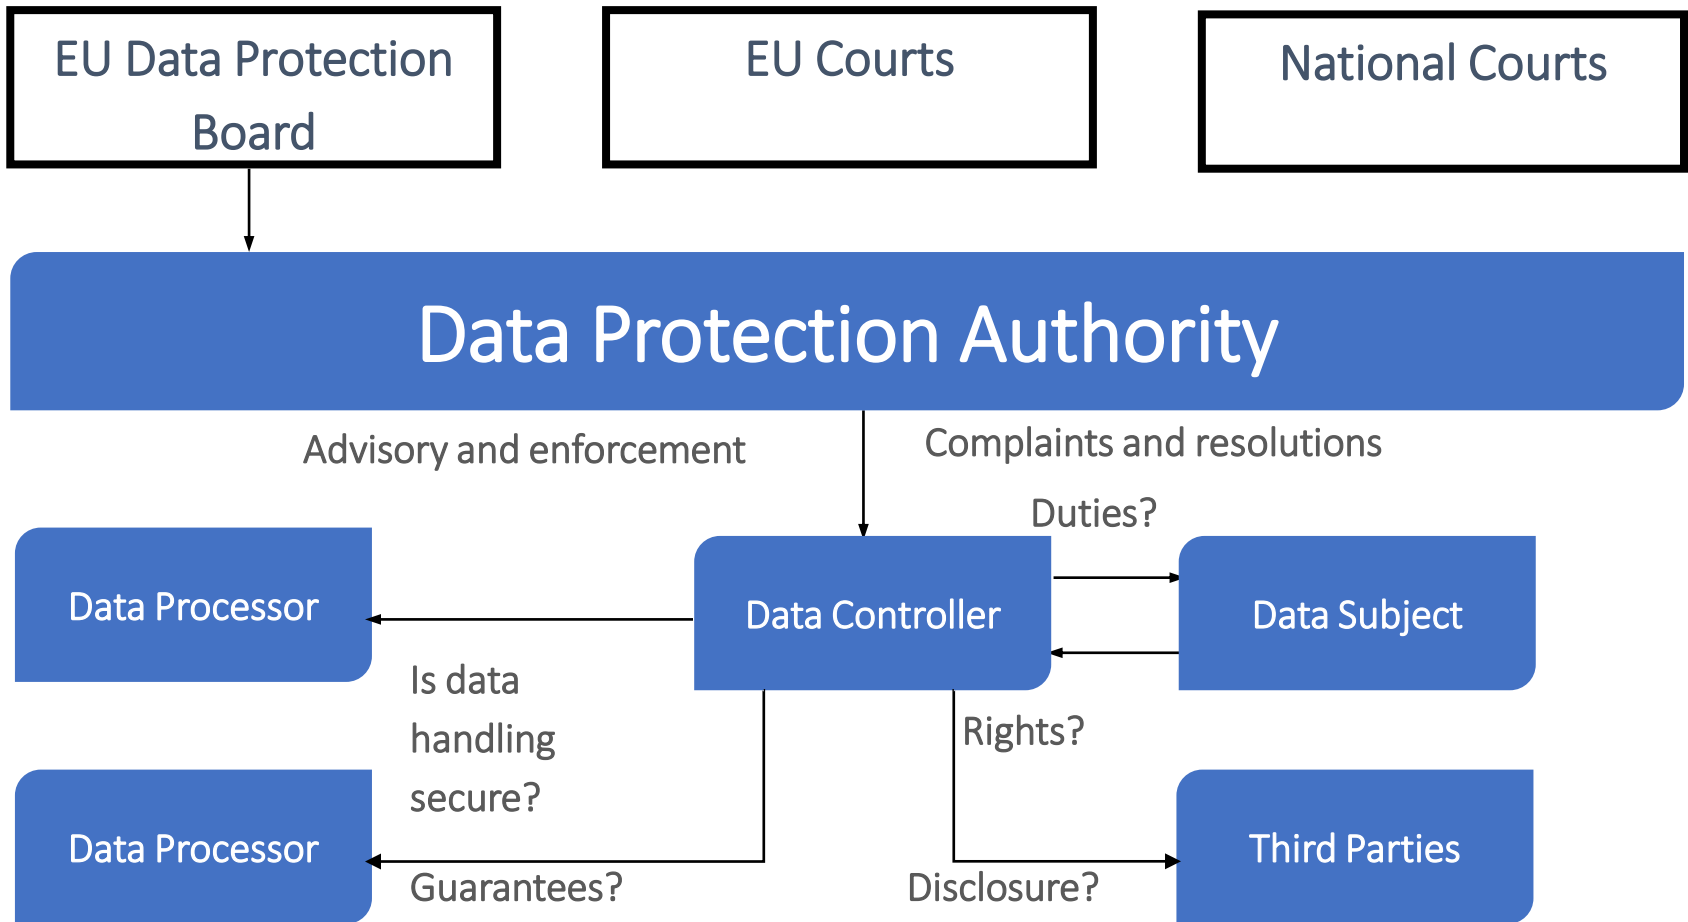 EU Data Protection
Board
EU Courts
National Courts
Data Protection Authority
Advisory and enforcement
Complaints and resolutions
Duties?
Data Processor
Data Controller
Data Subject
Is data
handling
secure?
Rights?
Data Processor
Third Parties
Guarantees?
Disclosure?